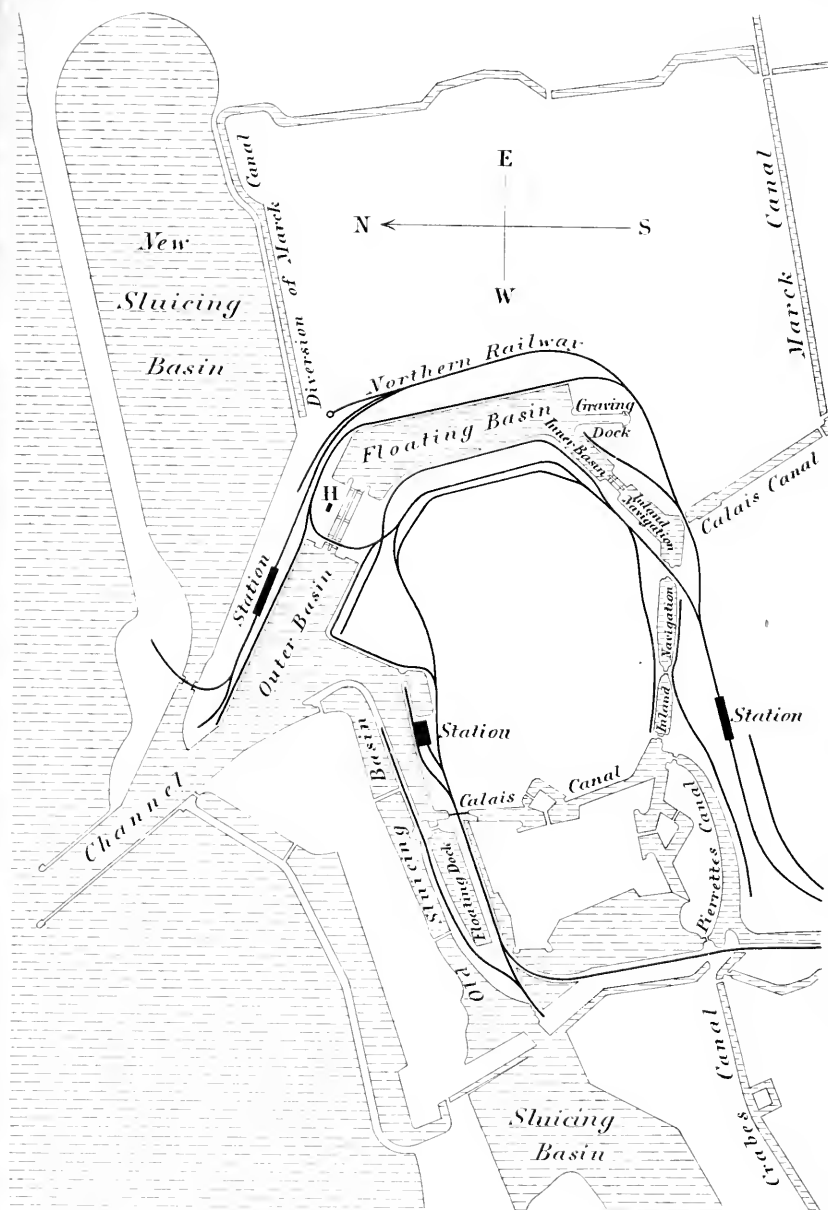 Canal
Diversion of Marck
New
Sluicing
Basin
E
N
S
W
Marck Canal
Northern Railway
Floating Basin
Graving
Dock
Inner Basin
Inland
Navigation
Calais Canal
H
Station
Outer Basin
Inland Navigation
Station
Station
Channel
Calais Canal
Old Sluicing Basin
Floating Dock
Pierrettes Canal
Crabes Canal
Sluicing
Basin